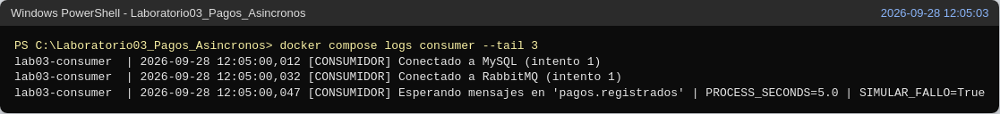 Windows PowerShell - Laboratorio03_Pagos_Asincronos 2026-09-28 12:05:03
PS C:\Laboratorio03_Pagos_Asincronos> docker compose logs consumer --tail 3
lab03-consumer  | 2026-09-28 12:05:00,012 [CONSUMIDOR] Conectado a MySQL (intento 1)
lab03-consumer  | 2026-09-28 12:05:00,032 [CONSUMIDOR] Conectado a RabbitMQ (intento 1)
lab03-consumer  | 2026-09-28 12:05:00,047 [CONSUMIDOR] Esperando mensajes en 'pagos.registrados' | PROCESS_SECONDS=5.0 | SIMULAR_FALLO=True